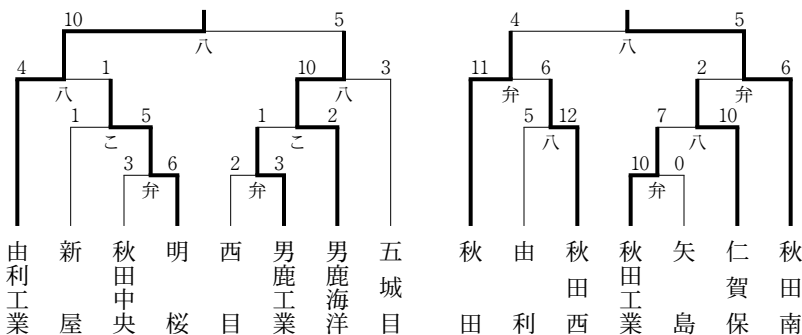 10 5 4 5
八 八
4 1 10 3 11 6 2 6
八 八 弁 弁
1 5 1 2 5 12 7 10
こ こ 八 八
3 6 2 3 10 0
弁 弁 弁
由利工業
新屋
秋田中央
明桜
西目
男鹿工業
男鹿海洋
五城目
秋田
由利
秋田西
秋田工業
矢島
仁賀保
秋田南